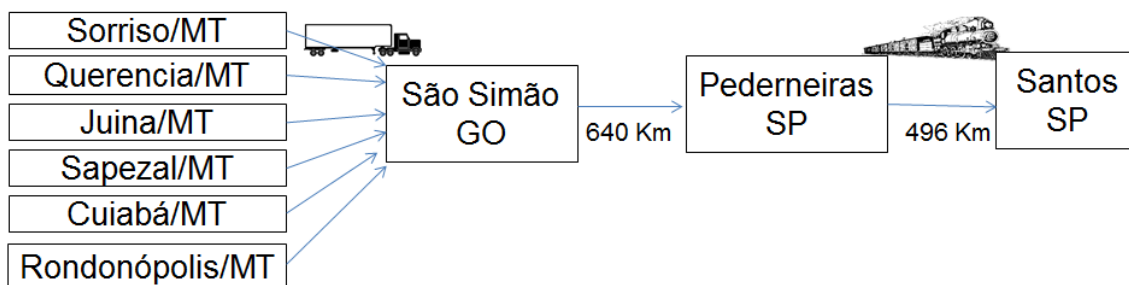 Sorriso/MT
Querencia/MT
Juina/MT
Sapezal/MT
Cuiabá/MT
Rondonópolis/MT
São Simão
GO
640 Km
Pederneiras
SP
496 Km
Santos
SP